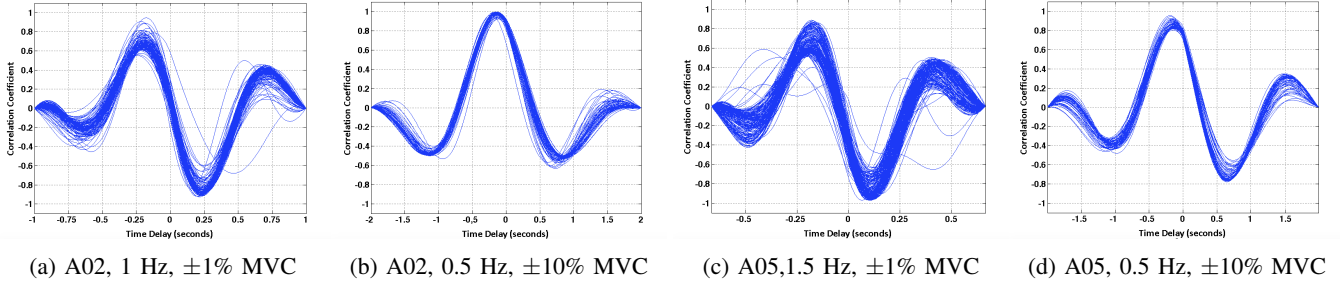 1
0.8
0.6
0.4
0.2
0
-0.2
-0.4
-0.6
-0.8
-1
Correlation Coefficient
-1 -0.75 -0.5 -0.25 0 0.25 0.5 0.75 1
Time Delay (seconds)
(a) A02, 1 Hz, ±1% MVC
1
0.8
0.6
0.4
0.2
0
-0.2
-0.4
-0.6
-0.8
-1
Correlation Coefficient
-2 -1.5 -1 -0.5 0 0.5 1 1.5 2
Time Delay (seconds)
(b) A02, 0.5 Hz, ±10% MVC
1
0.8
0.6
0.4
0.2
0
-0.2
-0.4
-0.6
-0.8
-1
Correlation Coefficient
-0.5 -0.25 0 0.25 0.5
Time Delay (seconds)
(c) A05,1.5 Hz, ±1% MVC
1
0.8
0.6
0.4
0.2
0
-0.2
-0.4
-0.6
-0.8
-1
Correlation Coefficient
-1.5 -1 -0.5 0 0.5 1 1.5
Time Delay (seconds)
(d) A05, 0.5 Hz, ±10% MVC